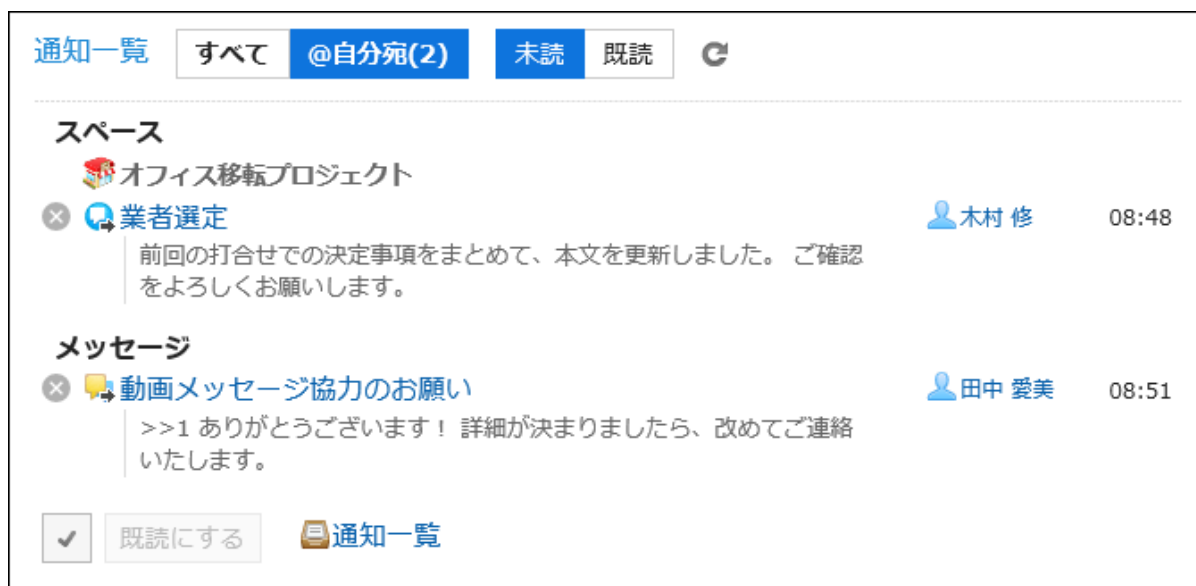 通知一覧 すべて @自分宛(2) 未読 既読
スペース
オフィス移転プロジェクト
業者選定 木村 修 08:48
前回の打合せでの決定事項をまとめて、本文を更新しました。 ご確認
をよろしくお願いします。
メッセージ
動画メッセージ協力のお願い 田中 愛美 08:51
>>1 ありがとうございます！ 詳細が決まりましたら、改めてご連絡
いたします。
既読にする 通知一覧